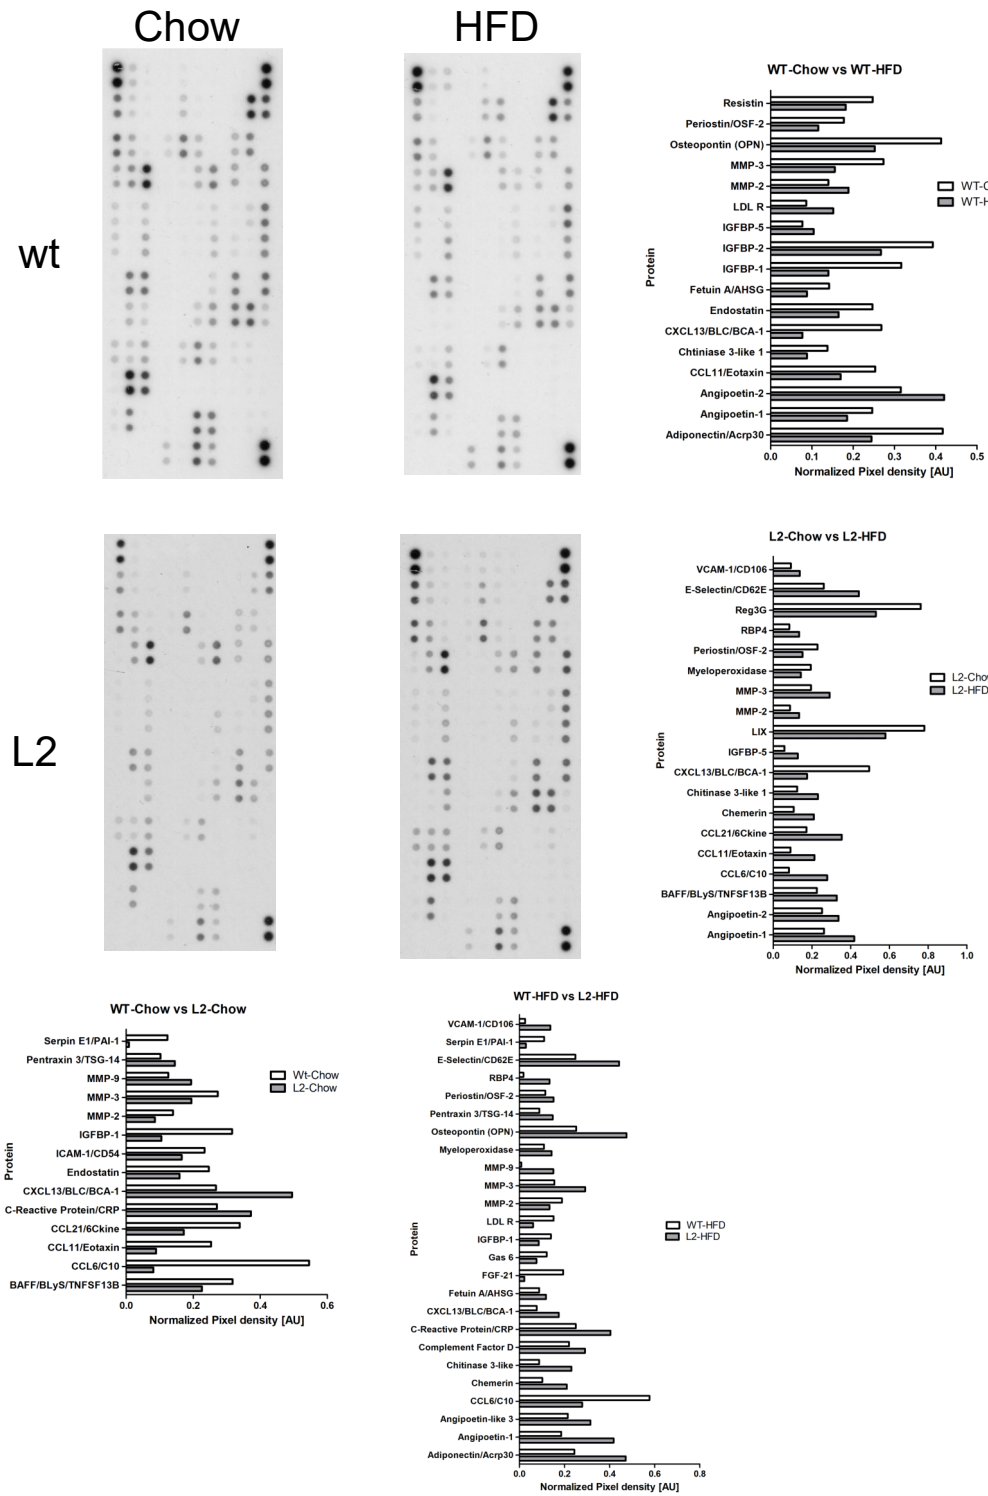 Chow
HFD
wt
L2
WT-Chow vs WT-HFD
Resistin
Periostin/OSF-2
Osteopontin (OPN)
MMP-3
MMP-2
LDL R
IGFBP-5
IGFBP-2
IGFBP-1
Fetuin A/AHSG
Endostatin
CXCL13/BLC/BCA-1
Chtiniase 3-like 1
CCL11/Eotaxin
Angipoetin-2
Angipoetin-1
Adiponectin/Acrp30
Protein
0.0 0.1 0.2 0.3 0.4 0.5
Normalized Pixel density [AU]
WT-C
WT-H
L2-Chow vs L2-HFD
VCAM-1/CD106
E-Selectin/CD62E
Reg3G
RBP4
Periostin/OSF-2
Myeloperoxidase
MMP-3
MMP-2
LIX
IGFBP-5
CXCL13/BLC/BCA-1
Chitinase 3-like 1
Chemerin
CCL21/6Ckine
CCL11/Eotaxin
CCL6/C10
BAFF/BLyS/TNFSF13B
Angipoetin-2
Angipoetin-1
Protein
0.0 0.2 0.4 0.6 0.8 1.0
Normalized Pixel density [AU]
L2-Chow
L2-HFD
WT-Chow vs L2-Chow
Serpin E1/PAI-1
Pentraxin 3/TSG-14
MMP-9
MMP-3
MMP-2
IGFBP-1
ICAM-1/CD54
Endostatin
CXCL13/BLC/BCA-1
C-Reactive Protein/CRP
CCL21/6Ckine
CCL11/Eotaxin
CCL6/C10
BAFF/BLyS/TNFSF13B
Protein
0.0 0.2 0.4 0.6
Normalized Pixel density [AU]
Wt-Chow
L2-Chow
WT-HFD vs L2-HFD
VCAM-1/CD106
Serpin E1/PAI-1
E-Selectin/CD62E
RBP4
Periostin/OSF-2
Pentraxin 3/TSG-14
Osteopontin (OPN)
Myeloperoxidase
MMP-9
MMP-3
MMP-2
LDL R
IGFBP-1
Gas 6
FGF-21
Fetuin A/AHSG
CXCL13/BLC/BCA-1
C-Reactive Protein/CRP
Complement Factor D
Chitinase 3-like
Chemerin
CCL6/C10
Angipoetin-like 3
Angipoetin-1
Adiponectin/Acrp30
Protein
0.0 0.2 0.4 0.6 0.8
Normalized Pixel density [AU]
WT-HFD
L2-HFD